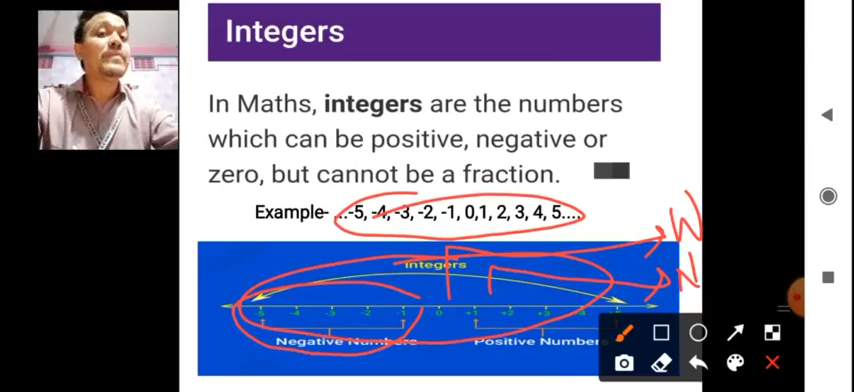 Integers
In Maths, integers are the numbers
which can be positive, negative or
zero, but cannot be a fraction.
Example- ...-5, -4, -3, -2, -1, 0,1, 2, 3, 4, 5....
W
Integers
N
-5 -4 -3 -2 -1 0 +1 +2 +3
Negative Numbers Positive Numbers